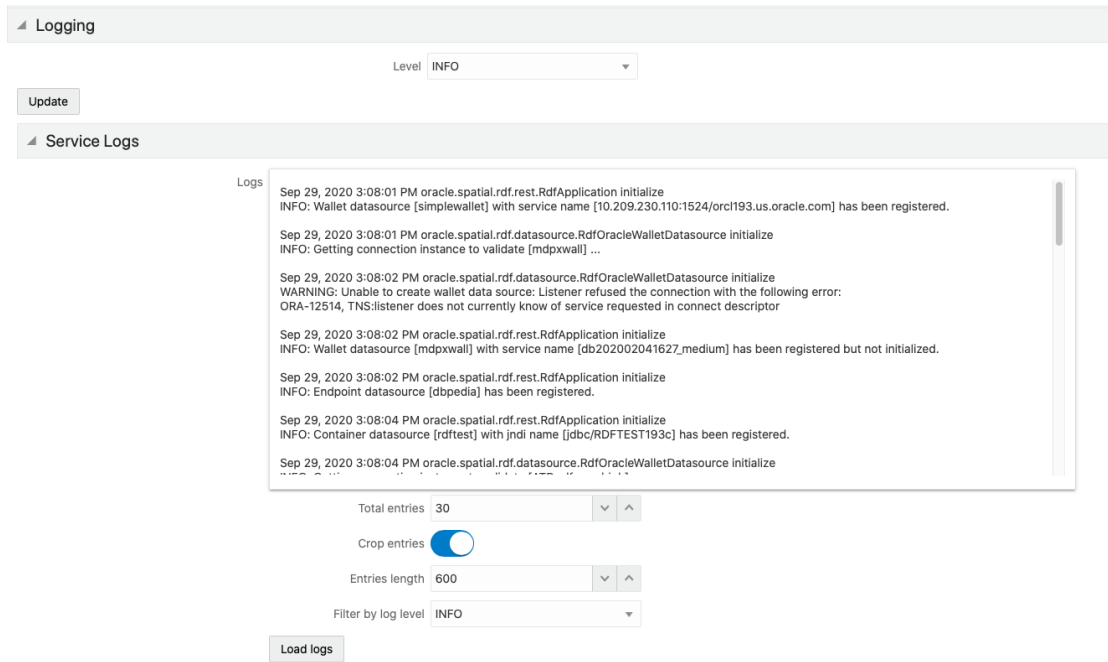 Logging
Level INFO
Update
Service Logs
Logs
Sep 29, 2020 3:08:01 PM oracle.spatial.rdf.rest.RdfApplication initialize
INFO: Wallet datasource [simplewallet] with service name [10.209.230.110:1524/orcl193.us.oracle.com] has been registered.
Sep 29, 2020 3:08:01 PM oracle.spatial.rdf.datasource.RdfOracleWalletDatasource initialize
INFO: Getting connection instance to validate [mdpxwall] ...
Sep 29, 2020 3:08:02 PM oracle.spatial.rdf.datasource.RdfOracleWalletDatasource initialize
WARNING: Unable to create wallet data source: Listener refused the connection with the following error:
ORA-12514, TNS:listener does not currently know of service requested in connect descriptor
Sep 29, 2020 3:08:02 PM oracle.spatial.rdf.rest.RdfApplication initialize
INFO: Wallet datasource [mdpxwall] with service name [db202002041627_medium] has been registered but not initialized.
Sep 29, 2020 3:08:02 PM oracle.spatial.rdf.rest.RdfApplication initialize
INFO: Endpoint datasource [dbpedia] has been registered.
Sep 29, 2020 3:08:04 PM oracle.spatial.rdf.rest.RdfApplication initialize
INFO: Container datasource [rdftest] with jndi name [jdbc/RDFTEST193c] has been registered.
Sep 29, 2020 3:08:04 PM oracle.spatial.rdf.datasource.RdfOracleWalletDatasource initialize
Total entries 30
Crop entries
Entries length 600
Filter by log level INFO
Load logs